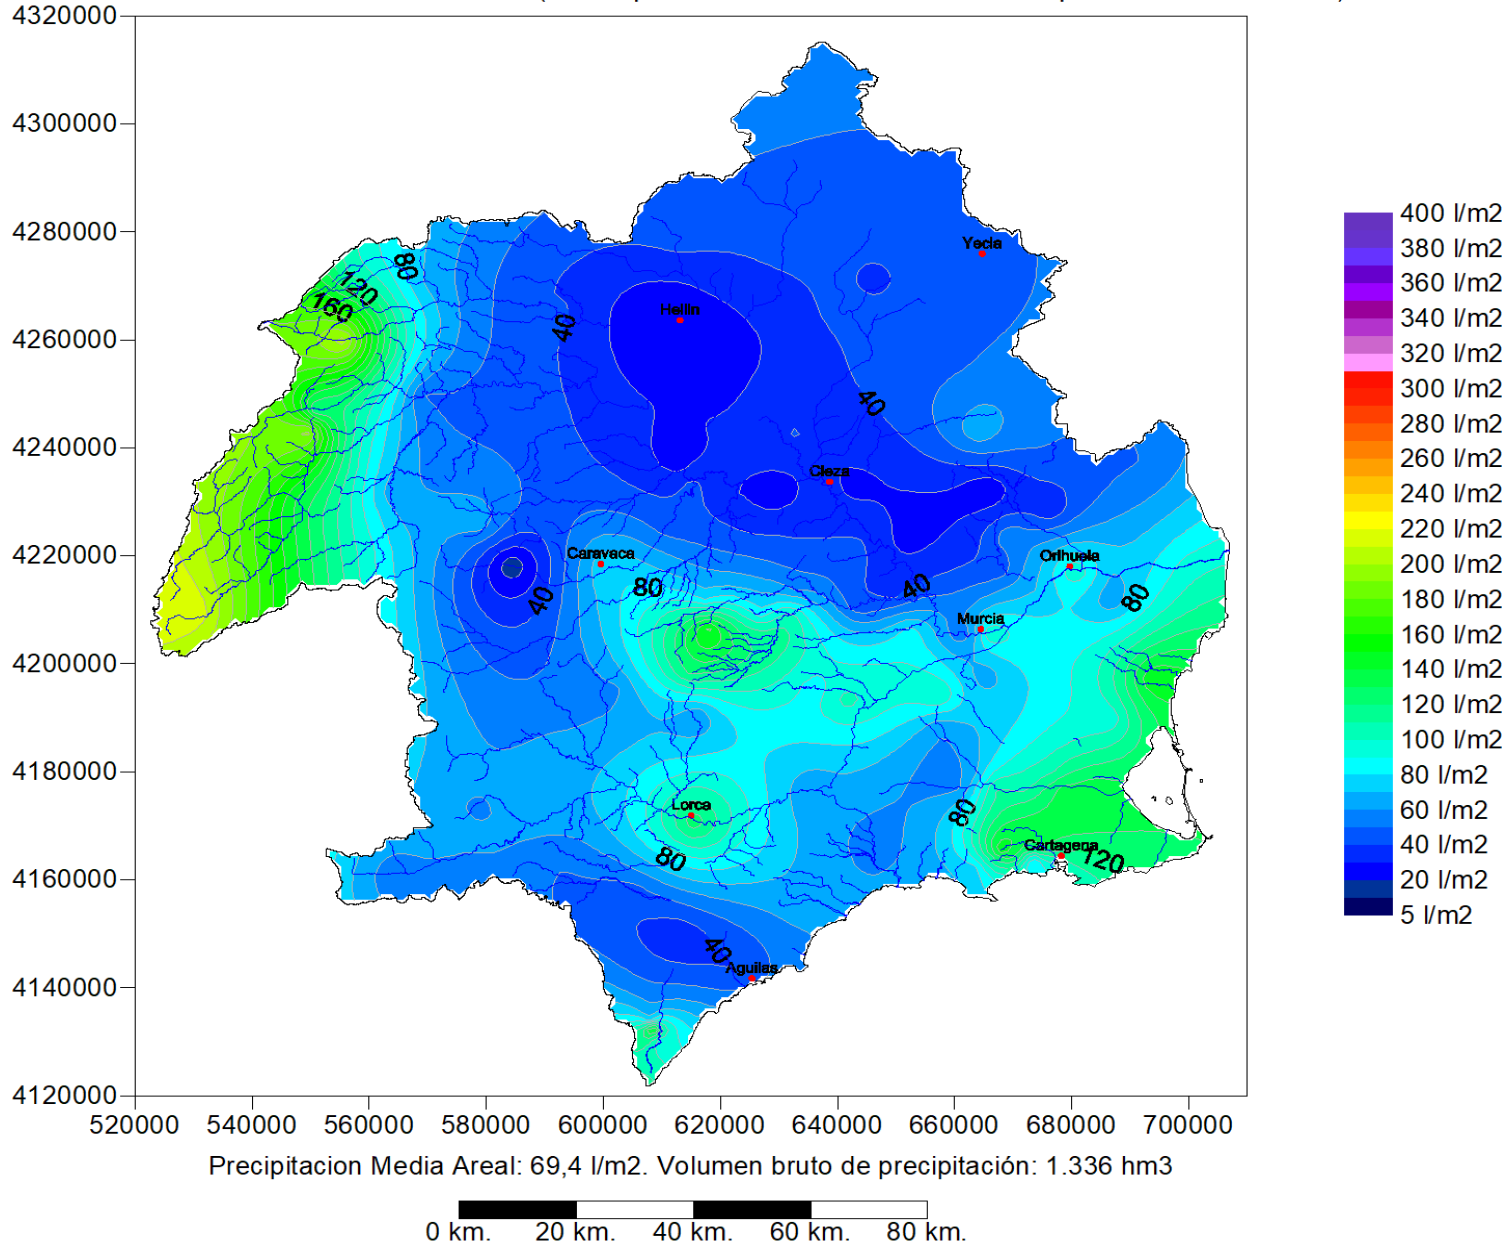 4320000
4300000
4280000
4260000
4240000
4220000
4200000
4180000
4160000
4140000
4120000
520000 540000 560000 580000 600000 620000 640000 660000 680000 700000
Yecla
80
120
160
Hellin
40
40
Cieza
Caravaca
Orihuela
80
40
40
80
Murcia
Lorca
80
80
Cartagena
120
40
Aguilas
400 l/m2
380 l/m2
360 l/m2
340 l/m2
320 l/m2
300 l/m2
280 l/m2
260 l/m2
240 l/m2
220 l/m2
200 l/m2
180 l/m2
160 l/m2
140 l/m2
120 l/m2
100 l/m2
80 l/m2
60 l/m2
40 l/m2
20 l/m2
5 l/m2
Precipitacion Media Areal: 69,4 l/m2. Volumen bruto de precipitación: 1.336 hm3
0 km. 20 km. 40 km. 60 km. 80 km.